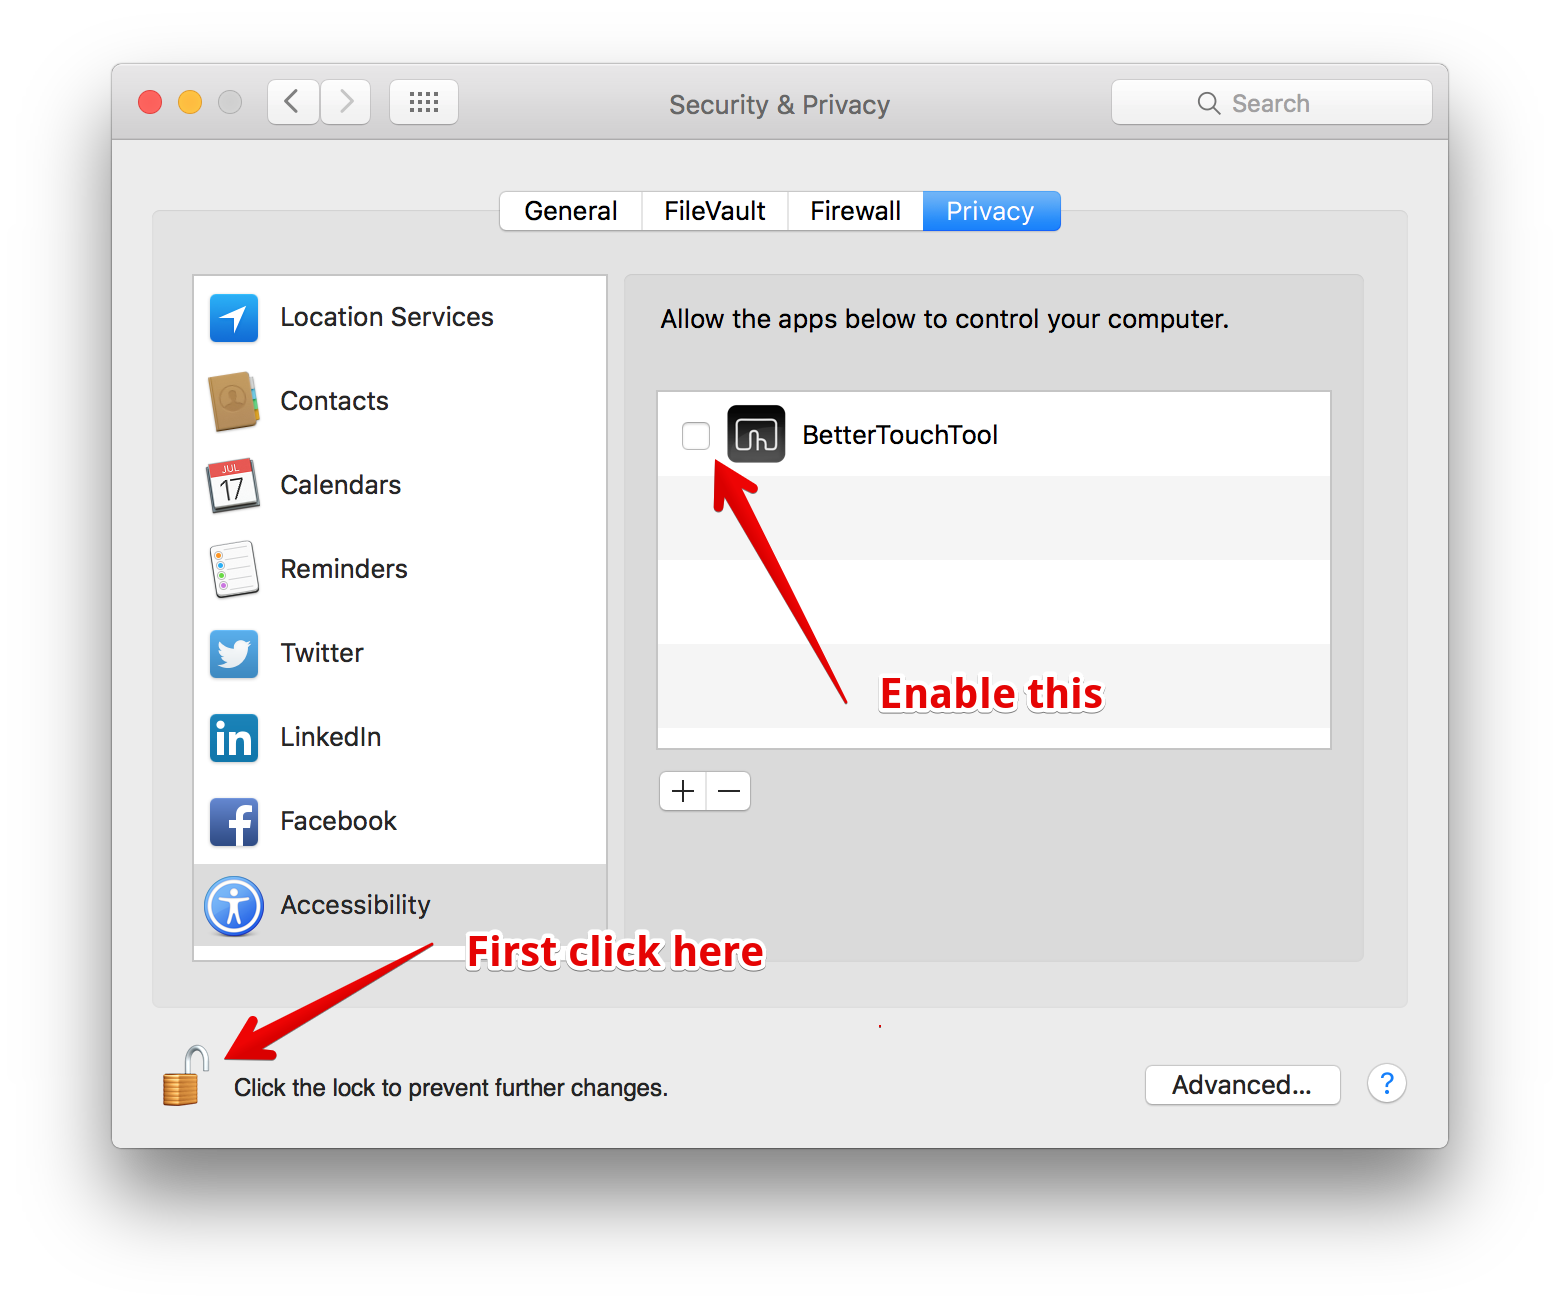 Security & Privacy
Search
General
FileVault
Firewall
Privacy
Location Services
Contacts
JUL
17
Calendars
Reminders
Twitter
in
LinkedIn
f
Facebook
Accessibility
Allow the apps below to control your computer.
BetterTouchTool
Enable this
First click here
Click the lock to prevent further changes.
Advanced...
?